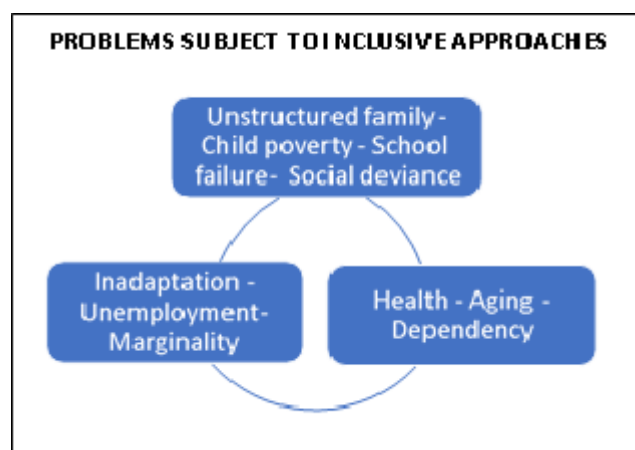 PROBLEMS SUBJECT TO INCLUSIVE APPROACHES
Unstructured family -
Child poverty - School
failure- Social deviance
Inadaptation -
Unemployment-
Marginality
Health - Aging -
Dependency